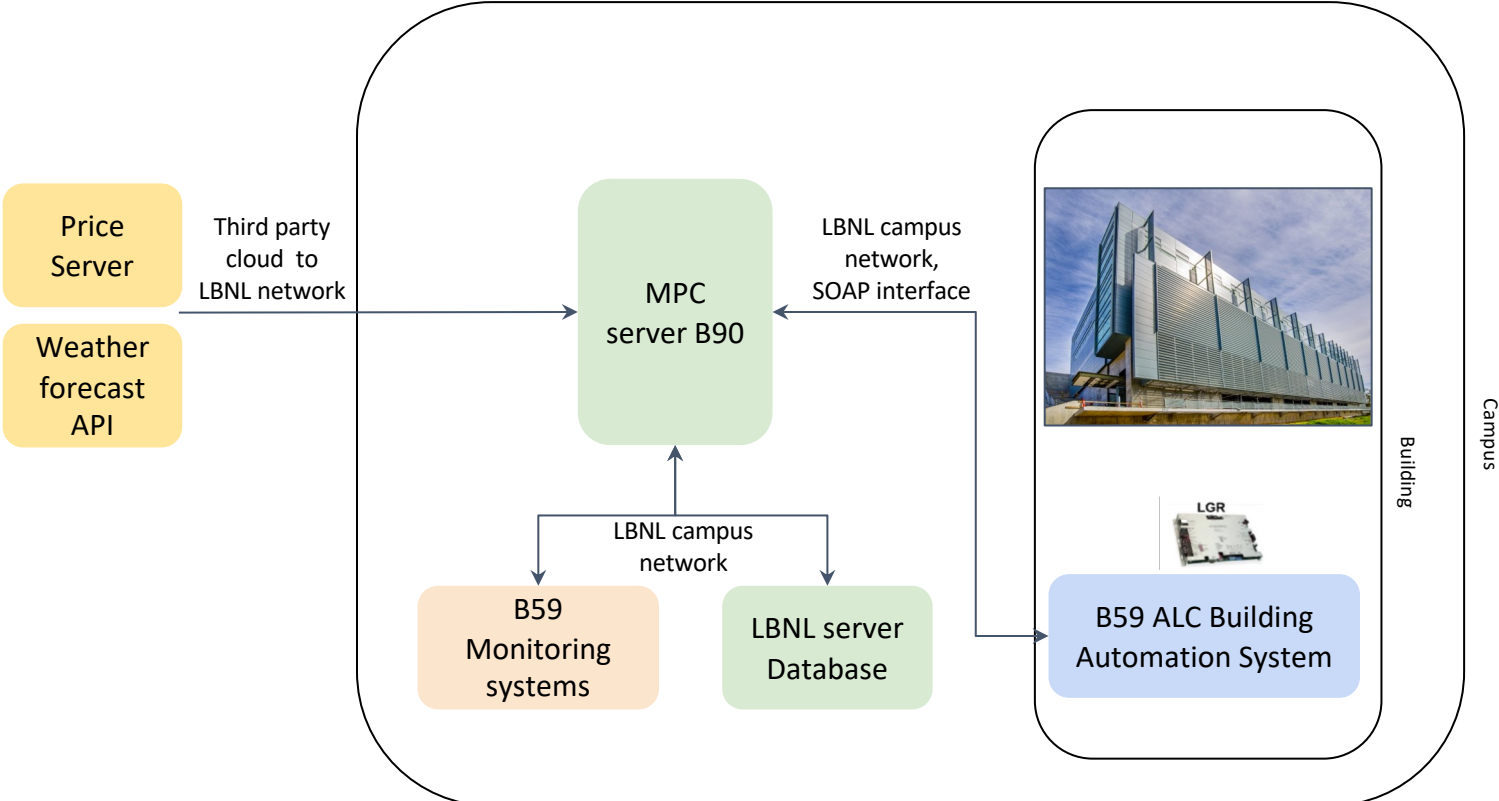 Price
Server
Weather
forecast
API
Third party
cloud to
LBNL network
MPC
server B90
LBNL campus
network,
SOAP interface
LBNL campus
network
B59
Monitoring
systems
LBNL server
Database
LGR
B59 ALC Building
Automation System
Building
Campus